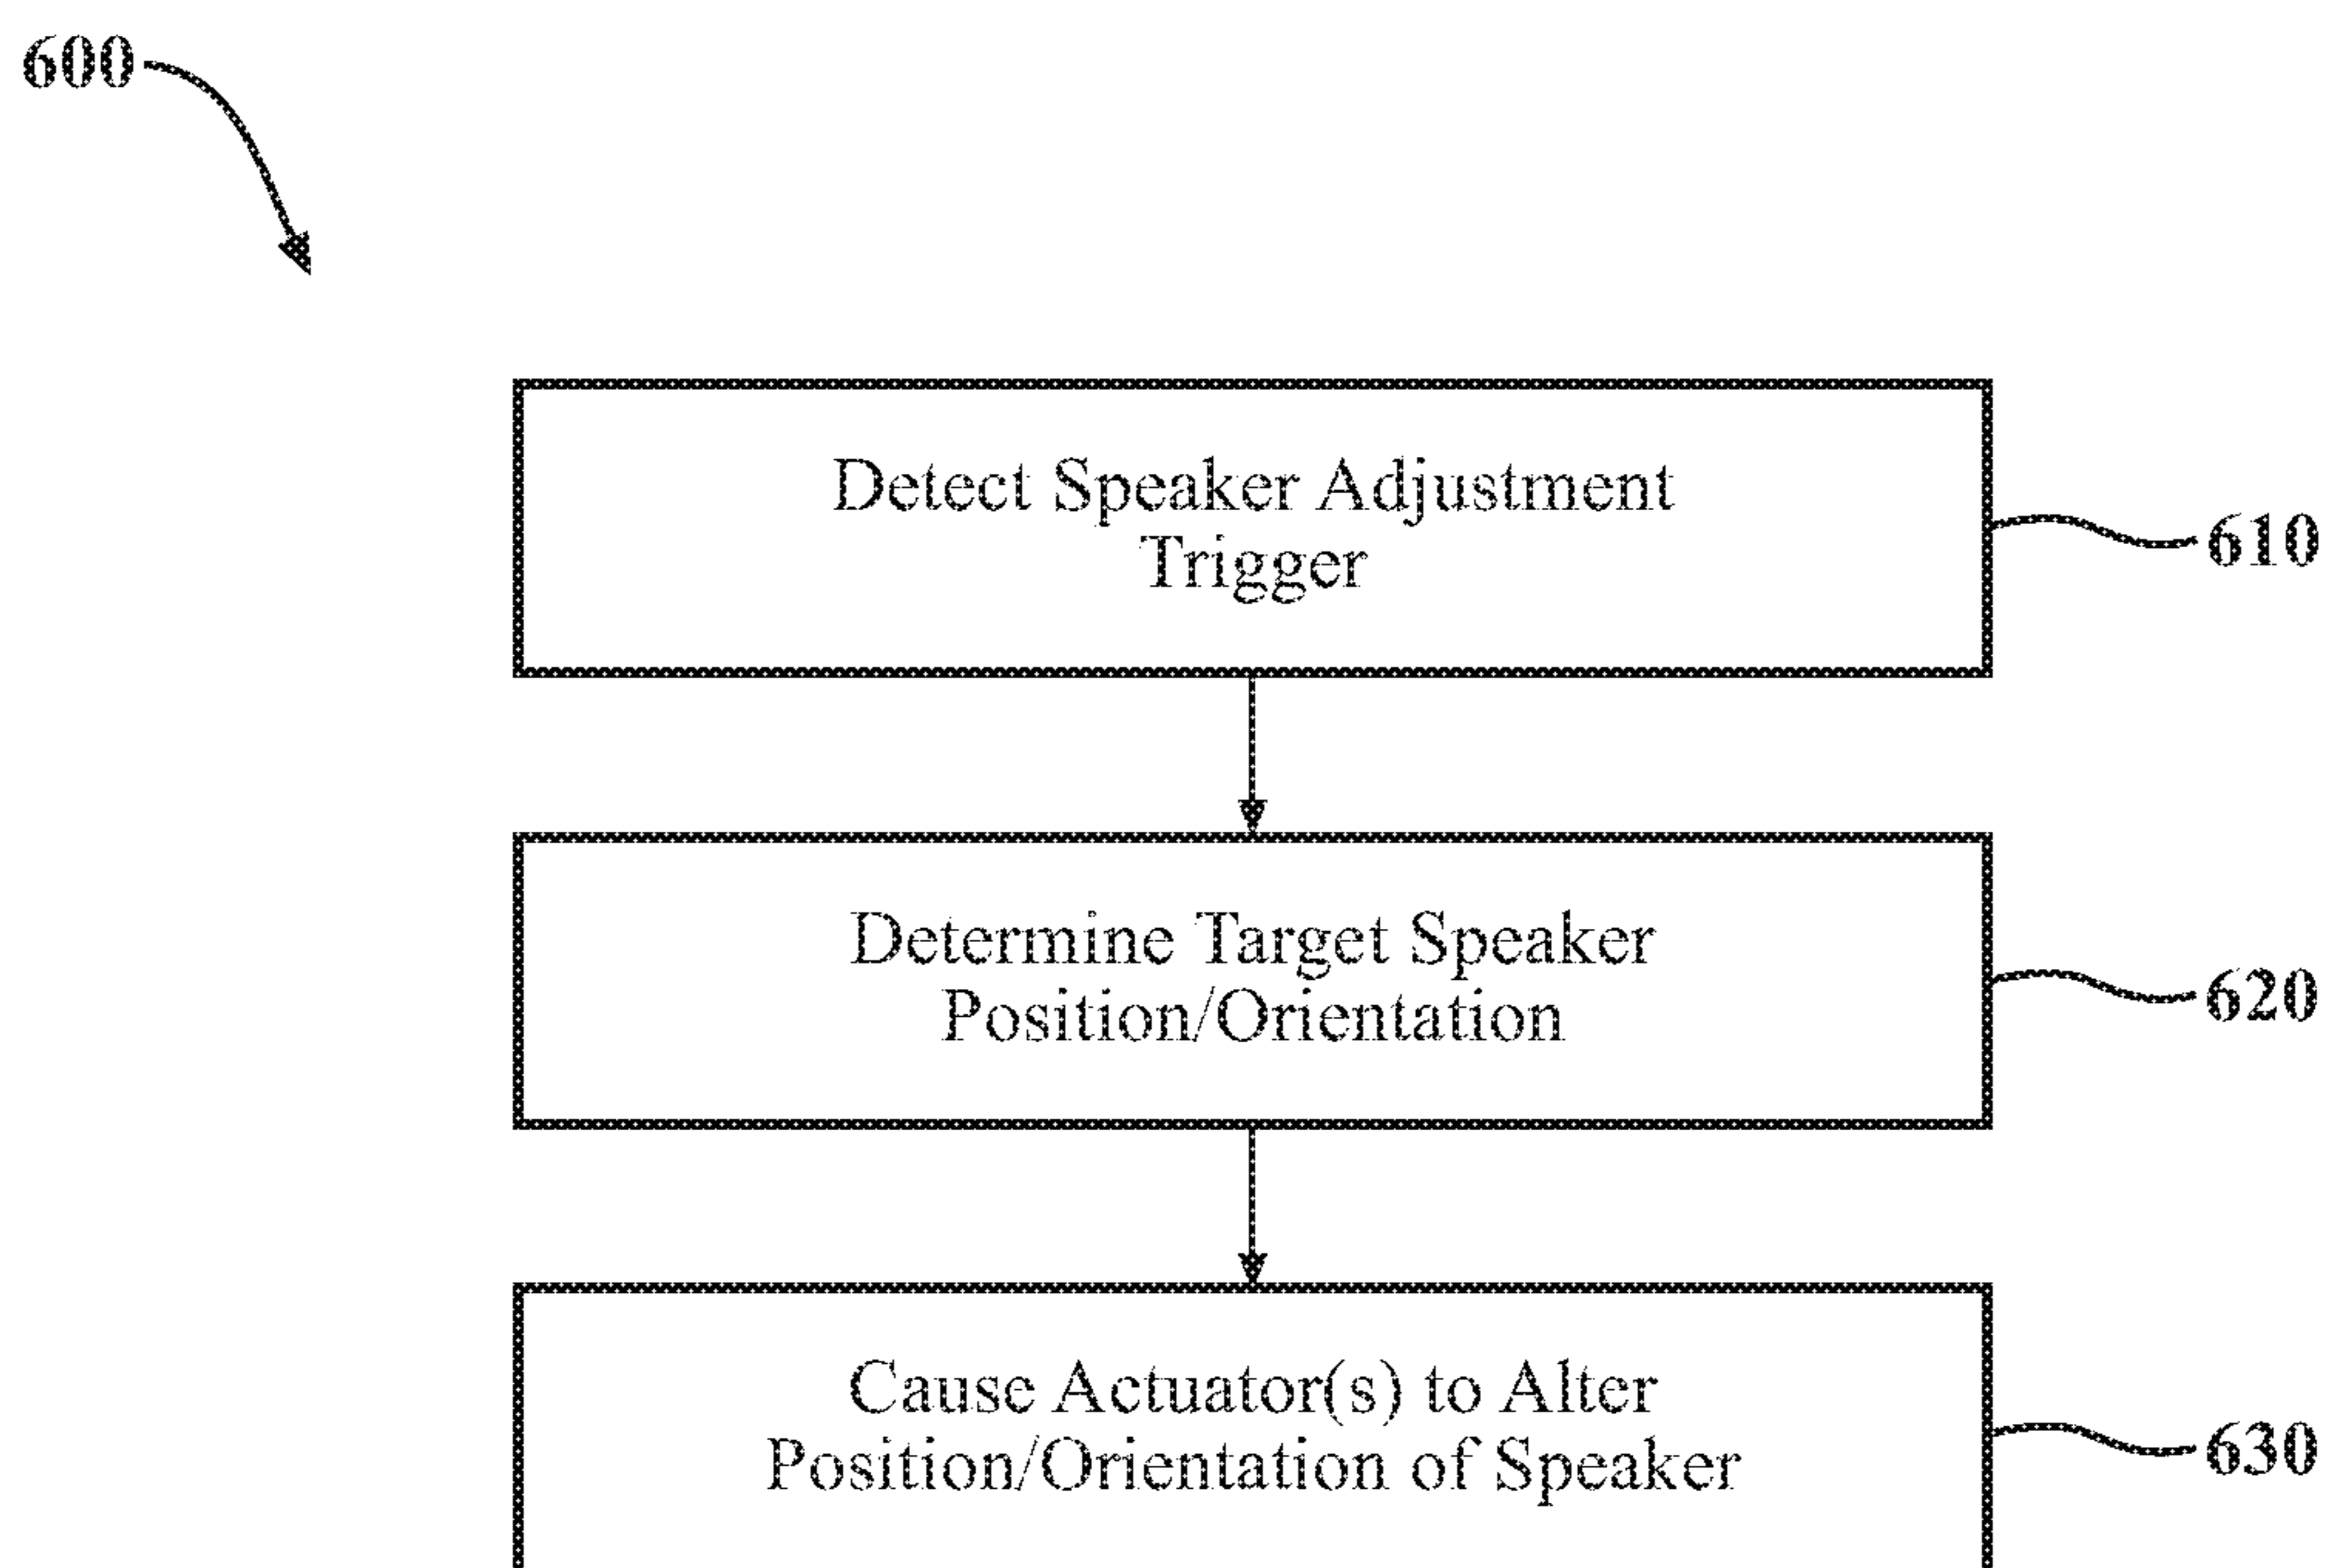 600
Detect Speaker Adjustment
Trigger
610
Determine Target Speaker
Position/Orientation
620
Cause Actuator(s) to Alter
Position/Orientation of Speaker
630